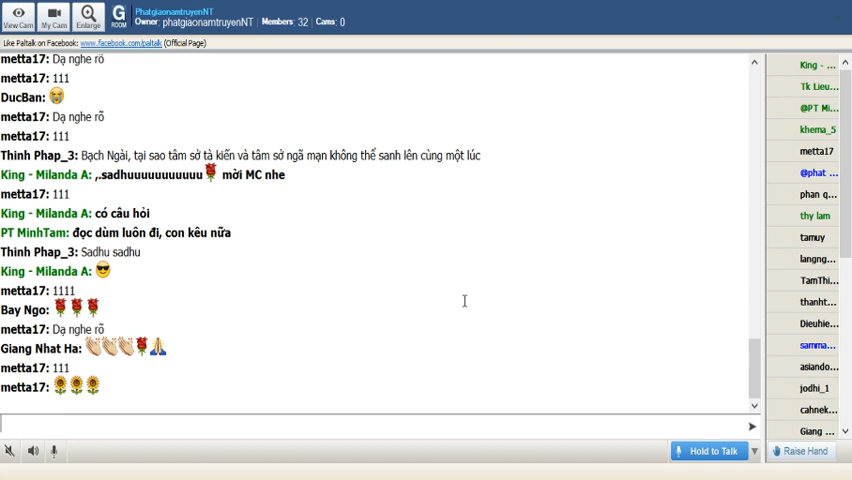 View Cam
My Cam
Enlarge
G
ROOM
PhatgiaonamtruyenNT
Owner: phatgiaonamtruyenNT Members: 32 Cams: 0
Like Paltalk on Facebook: www.facebook.com/paltalk (Official Page)
metta17: Dạ nghe rõ
metta17: 111
DucBan:
metta17: Dạ nghe rõ
metta17: 111
Thinh Phap_3: Bạch Ngài, tại sao tâm sở tà kiến và tâm sở ngã mạn không thể sanh lên cùng một lúc
King - Milanda A: ,.sadhuuuuuuuuuuu mời MC nhe
metta17: 111
King - Milanda A: có câu hỏi
PT MinhTam: đọc dùm luôn đi, con kêu nữa
Thinh Phap_3: Sadhu sadhu
King - Milanda A:
metta17: 1111
Bay Ngo:
metta17: Dạ nghe rõ
Giang Nhat Ha:
metta17: 111
metta17:
King - ...
Tk Lieu...
@PT Mi...
khema_5
metta17
@phat ...
phan q...
thy lam
tamuy
langng...
TamThi...
thanht...
Dieuhie...
samma...
asiando...
jodhi_1
cahnek...
Giang ...
Hold to Talk
Raise Hand